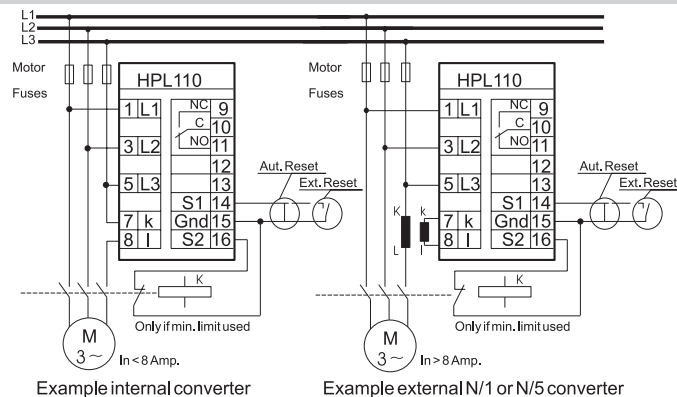 L1
L2
L3
Motor
Fuses
HPL110
1 L1
3 L2
5 L3
7 k
8 l
NC 9
C 10
NO 11
12
13
S1 14
Gnd 15
S2 16
Aut. Reset
Ext. Reset
K
Only if min. limit used
M
3~
In < 8 Amp.
Example internal converter
Motor
Fuses
HPL110
1 L1
3 L2
5 L3
K k 7 k
L l 8 l
NC 9
C 10
NO 11
12
13
S1 14
Gnd 15
S2 16
Aut. Reset
Ext. Reset
K
Only if min. limit used
M
3~
In > 8 Amp.
Example external N/1 or N/5 converter